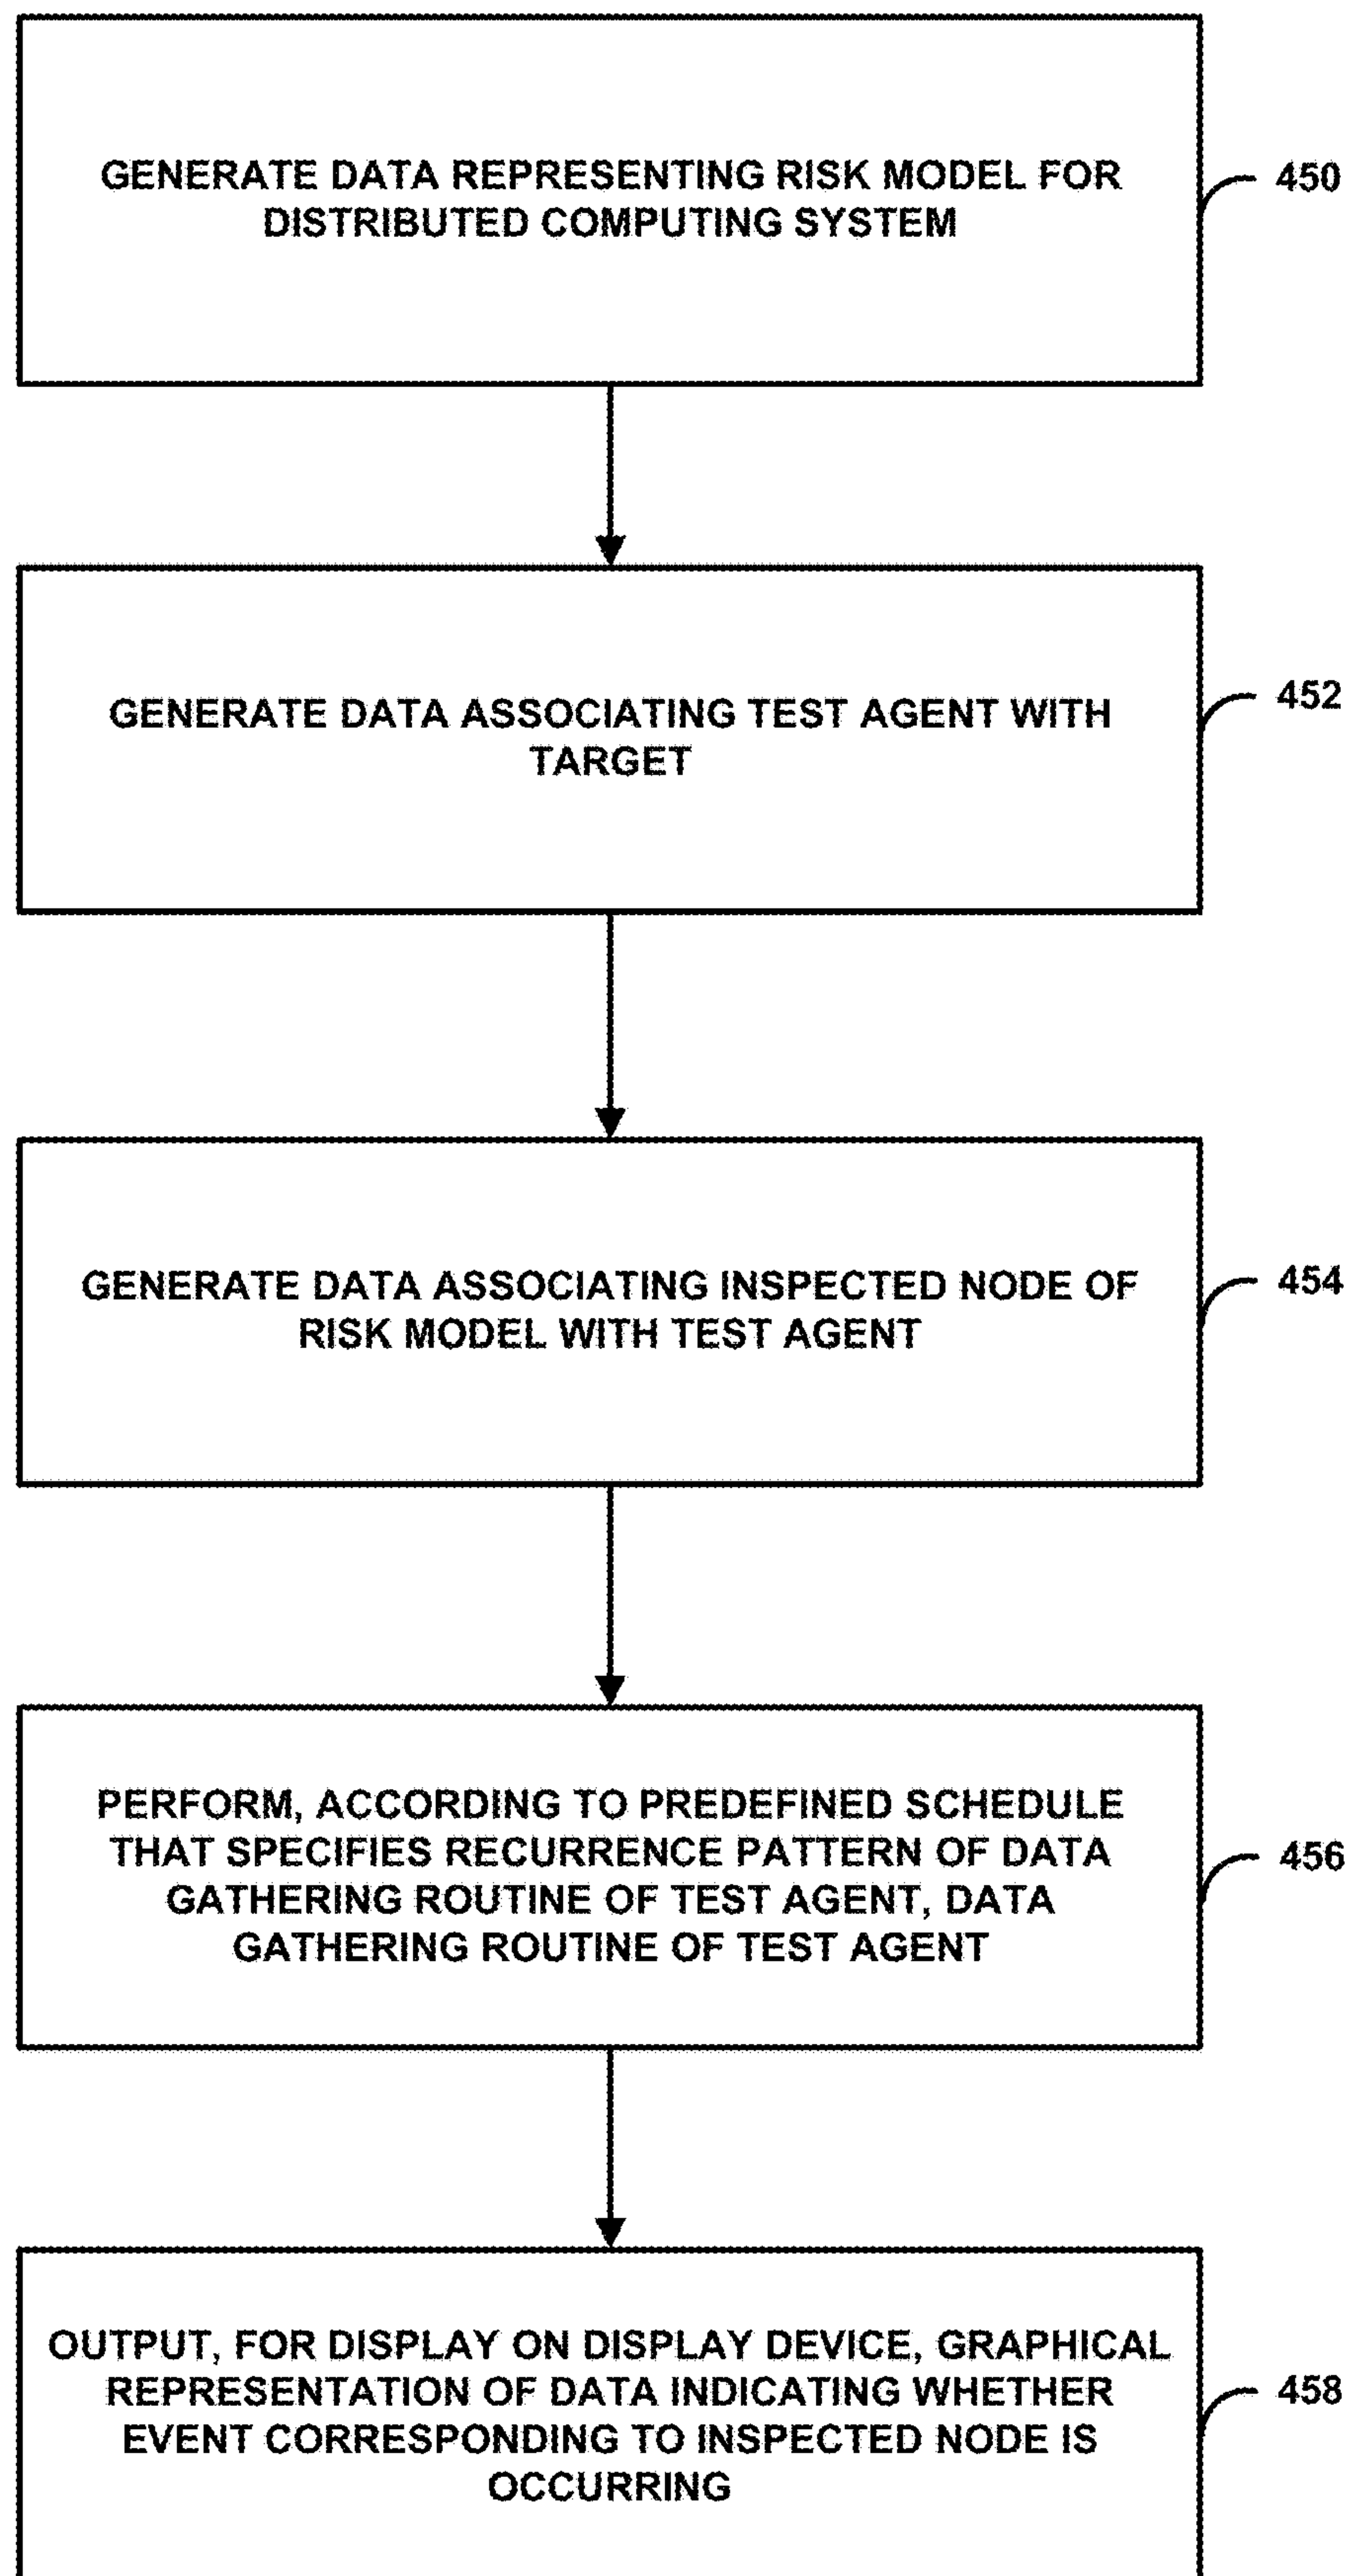 GENERATE DATA REPRESENTING RISK MODEL FOR
DISTRIBUTED COMPUTING SYSTEM
450
GENERATE DATA ASSOCIATING TEST AGENT WITH
TARGET
452
GENERATE DATA ASSOCIATING INSPECTED NODE OF
RISK MODEL WITH TEST AGENT
454
PERFORM, ACCORDING TO PREDEFINED SCHEDULE
THAT SPECIFIES RECURRENCE PATTERN OF DATA
GATHERING ROUTINE OF TEST AGENT, DATA
GATHERING ROUTINE OF TEST AGENT
456
OUTPUT, FOR DISPLAY ON DISPLAY DEVICE, GRAPHICAL
REPRESENTATION OF DATA INDICATING WHETHER
EVENT CORRESPONDING TO INSPECTED NODE IS
OCCURRING
458